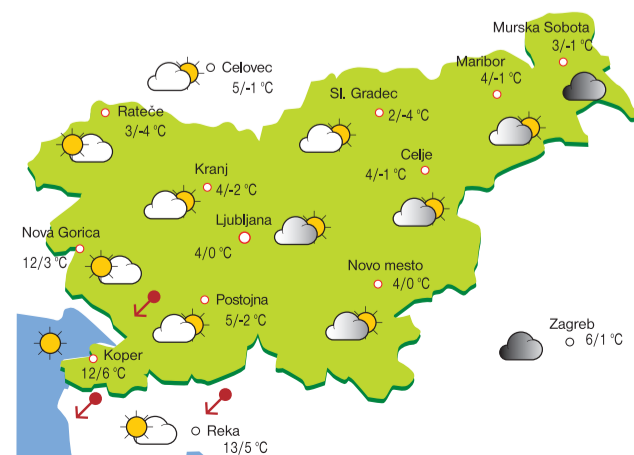 Murska Sobota
3/-1 °C
Celovec
5/-1 °C
Maribor
4/-1 °C
Sl. Gradec
2/-4 °C
Rateče
3/-4 °C
Celje
4/-1 °C
Kranj
4/-2 °C
Ljubljana
4/0 °C
Nova Gorica
12/3 °C
Novo mesto
4/0 °C
Postojna
5/-2 °C
Zagreb
6/1 °C
Koper
12/6 °C
Reka
13/5 °C